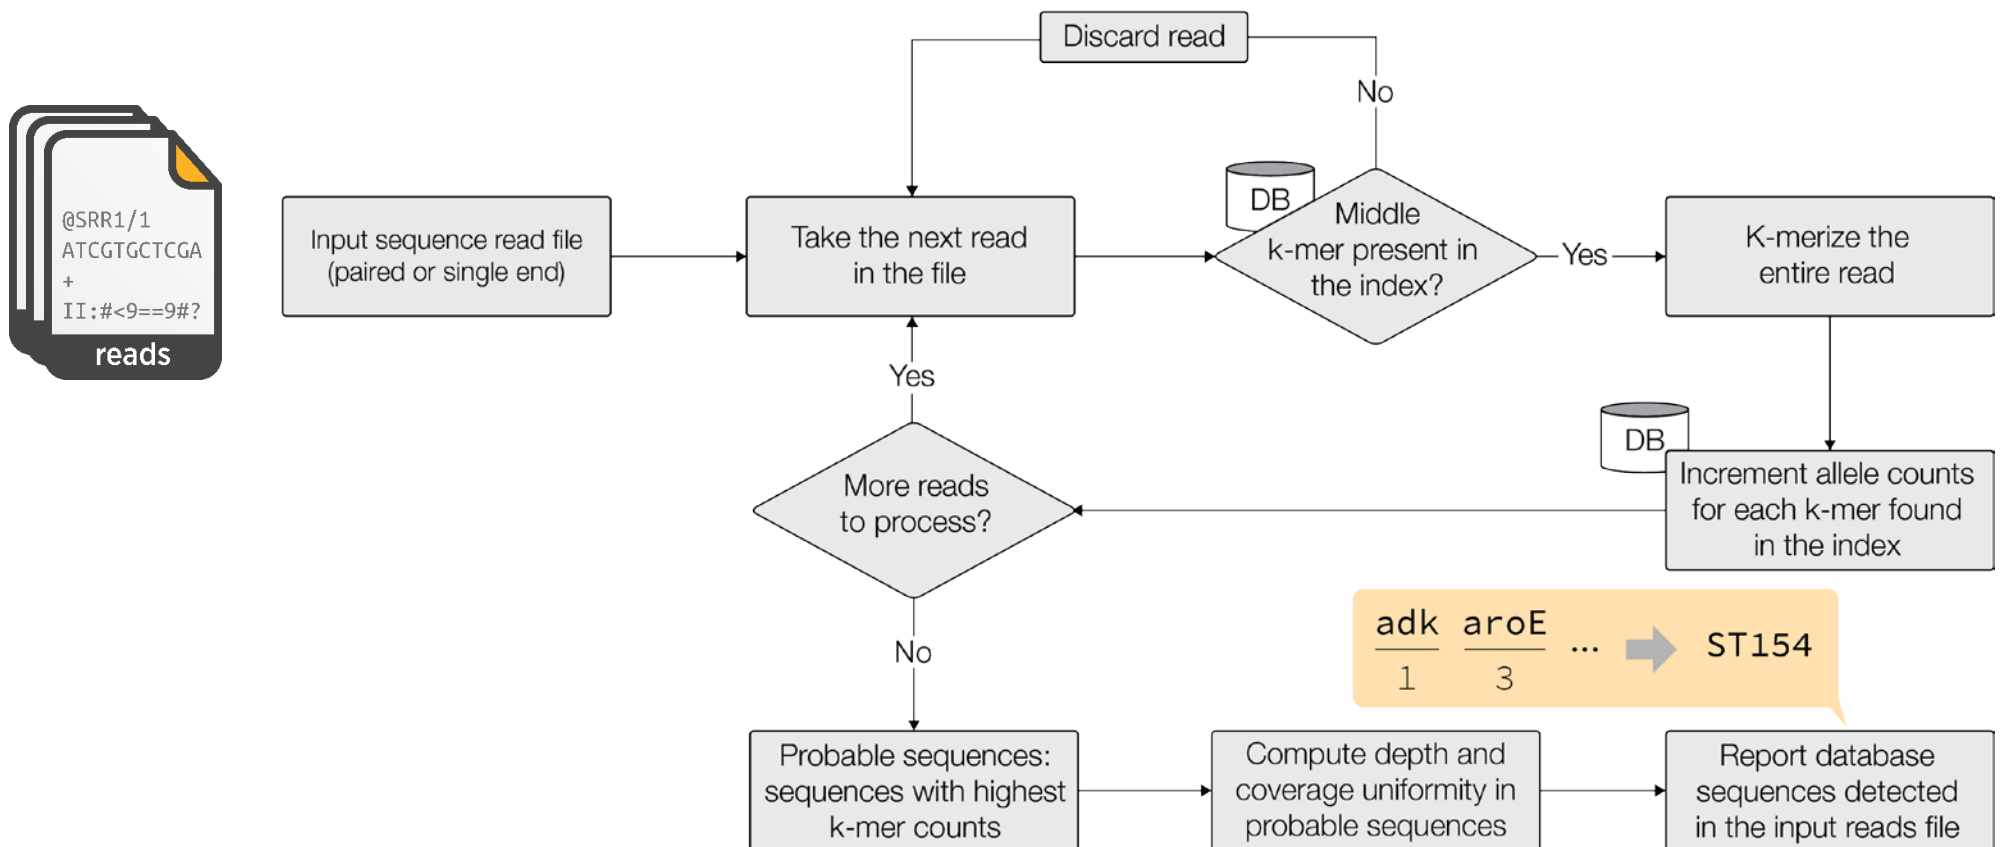 Discard read
No
@SRR1/1
ATCGTGCTCGA
+
II:#<9==9#?
reads
Input sequence read file
(paired or single end)
Take the next read
in the file
DB
Middle
k-mer present in
the index?
Yes
K-merize the
entire read
Yes
DB
More reads
to process?
Increment allele counts
for each k-mer found
in the index
No
adk aroE ... ST154
1 3
Probable sequences:
sequences with highest
k-mer counts
Compute depth and
coverage uniformity in
probable sequences
Report database
sequences detected
in the input reads file